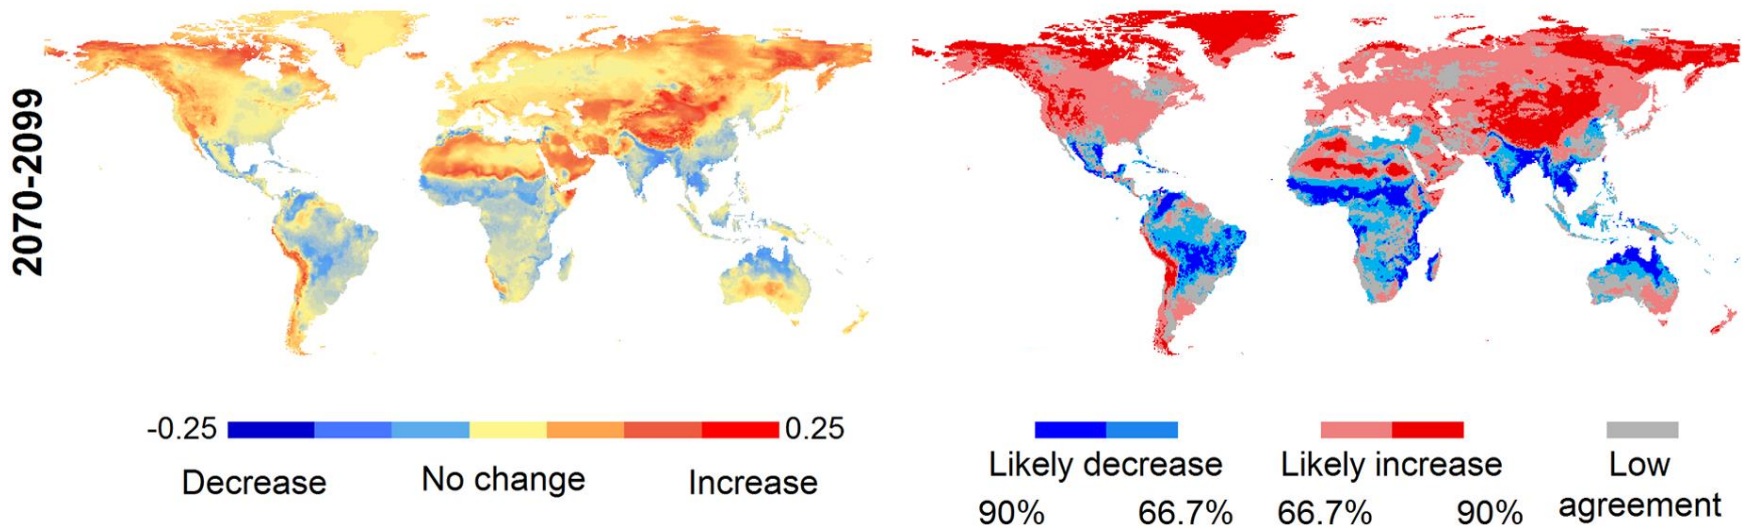 2070-2099
-0.25
0.25
Decrease
No change
Increase
Likely decrease
90%
66.7%
Likely increase
66.7%
90%
Low
agreement